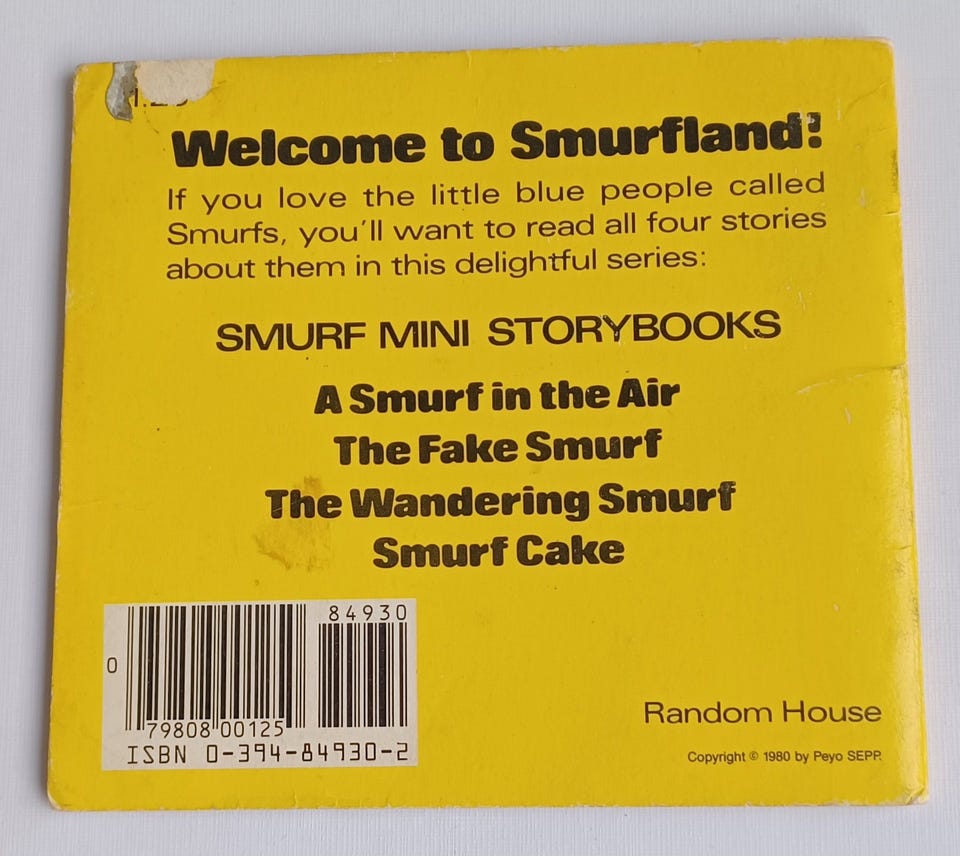 Welcome to Smurfland!
If you love the little blue people called
Smurfs, you'll want to read all four stories
about them in this delightful series:
SMURF MINI STORYBOOKS
A Smurf in the Air
The Fake Smurf
The Wandering Smurf
Smurf Cake
84930
0
79808 00125
ISBN 0-394-84930-2
Random House
Copyright © 1980 by Peyo SEPP.